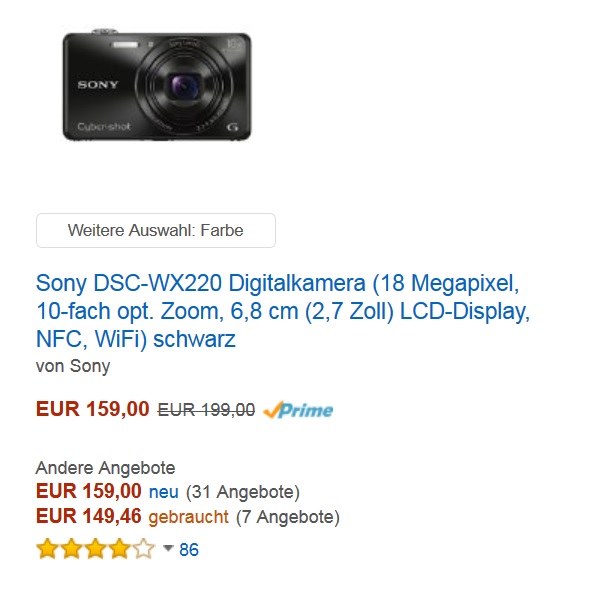 10x
SONY
Cyber-shot
G
Weitere Auswahl: Farbe
Sony DSC-WX220 Digitalkamera (18 Megapixel,
10-fach opt. Zoom, 6,8 cm (2,7 Zoll) LCD-Display,
NFC, WiFi) schwarz
von Sony
EUR 159,00 EUR 199,00 Prime
Andere Angebote
EUR 159,00 neu (31 Angebote)
EUR 149,46 gebraucht (7 Angebote)
86